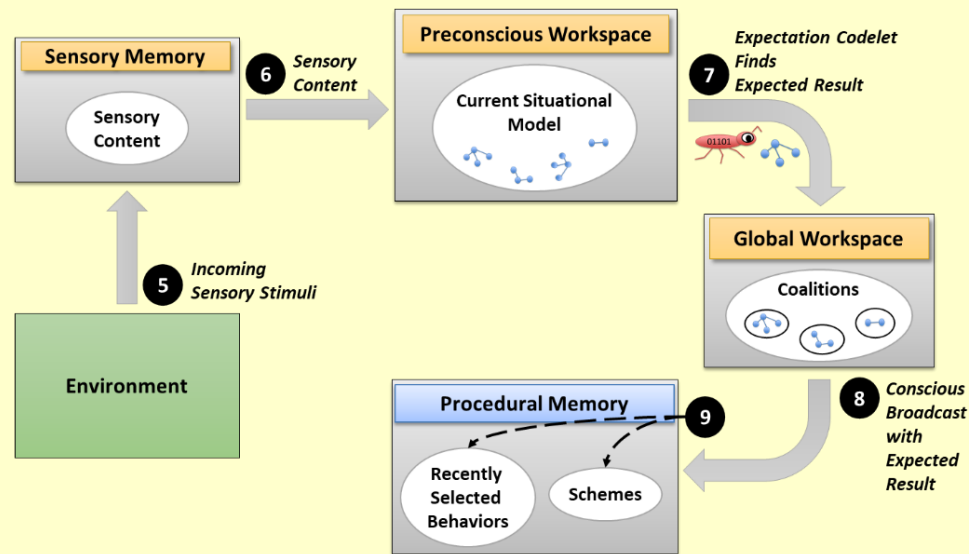 Sensory Memory
Sensory
Content
6
Sensory
Content
Preconscious Workspace
Current Situational
Model
7
Expectation Codelet
Finds
Expected Result
01101
5
Incoming
Sensory Stimuli
Environment
Global Workspace
Coalitions
8
Conscious
Broadcast
with
Expected
Result
Procedural Memory
9
Recently
Selected
Behaviors
Schemes